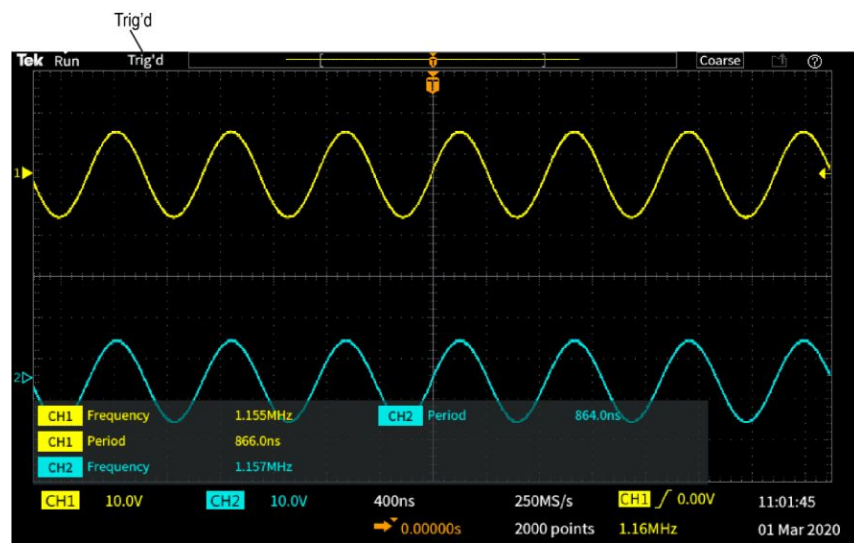 Trig'd
Tek Run Trig'd T Coarse ?
T
1
2
CH1 Frequency 1.155MHz CH2 Period 864.0ns
CH1 Period 866.0ns
CH2 Frequency 1.157MHz
CH1 10.0V CH2 10.0V 400ns 250MS/s CH1 0.00V 11:01:45
0.00000s 2000 points 1.16MHz 01 Mar 2020